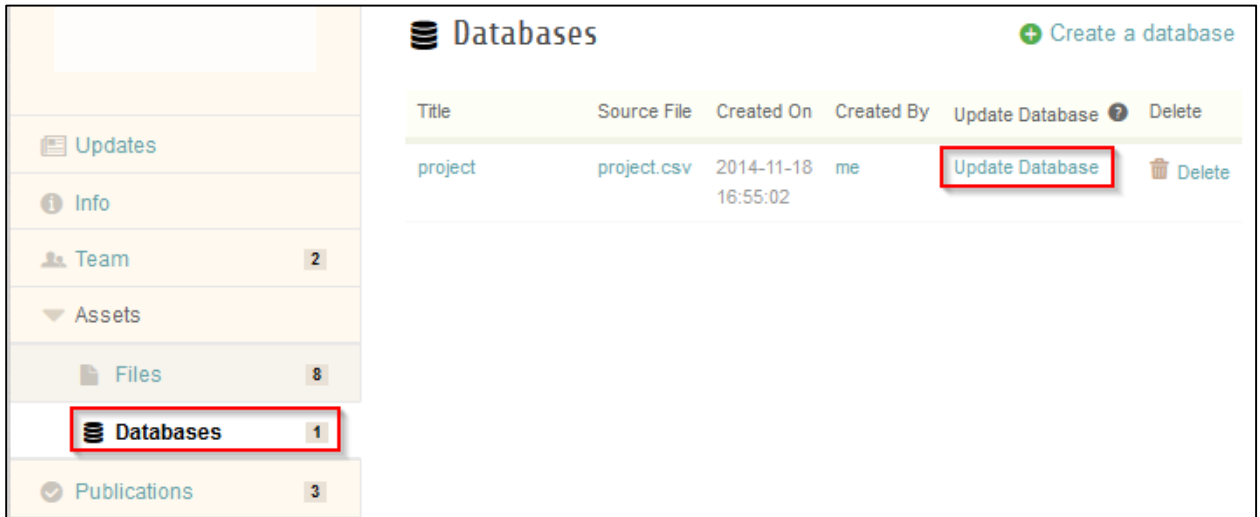 Databases
Create a database
Title Source File Created On Created By Update Database ? Delete
project project.csv 2014-11-18 me Update Database Delete
16:55:02
Updates
Info
Team 2
Assets
Files 8
Databases 1
Publications 3